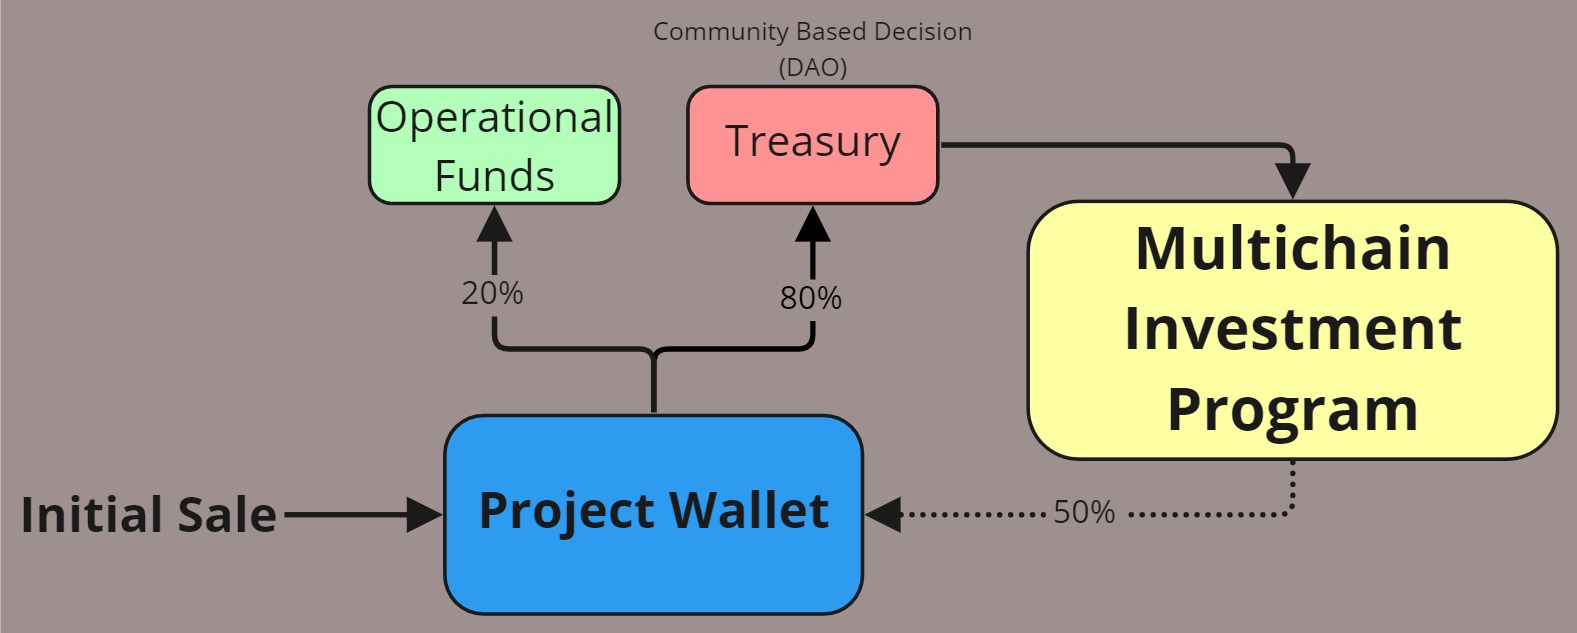 Community Based Decision
(DAO)
Operational
Funds
Treasury
Multichain
Investment
Program
20%
80%
Initial Sale
Project Wallet
50%